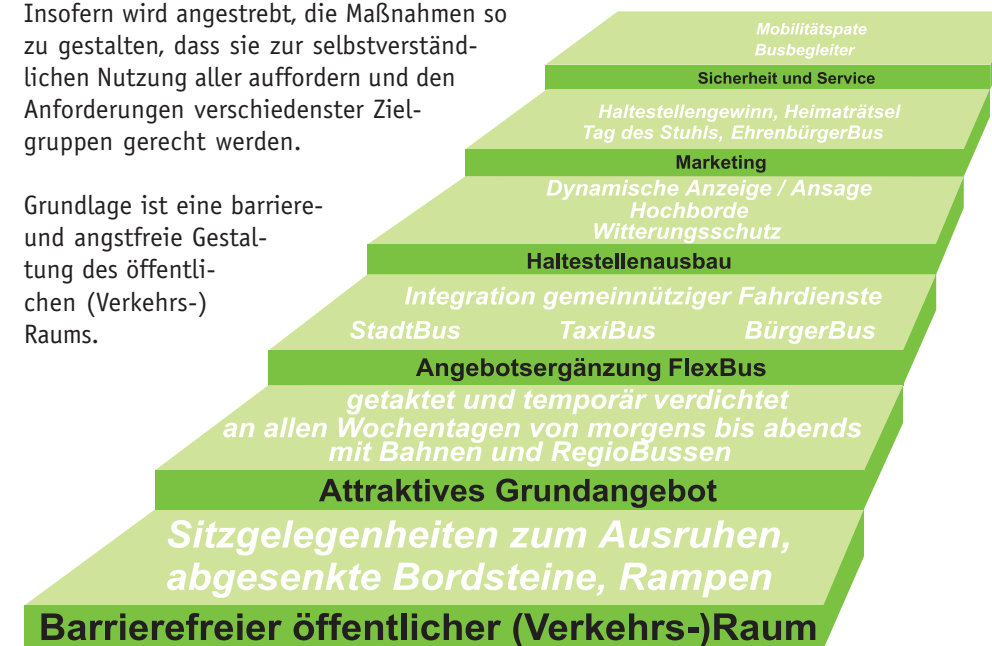 Insofern wird angestrebt, die Maßnahmen so
zu gestalten, dass sie zur selbstverständ-
lichen Nutzung aller auffordern und den
Anforderungen verschiedenster Ziel-
gruppen gerecht werden.
Grundlage ist eine barriere-
und angstfreie Gestal-
tung des öffentli-
chen (Verkehrs-)
Raums.
Mobilitätspate
Busbegleiter
Sicherheit und Service
Haltestellengewinn, Heimaträtsel
Tag des Stuhls, EhrenbürgerBus
Marketing
Dynamische Anzeige / Ansage
Hochborde
Witterungsschutz
Haltestellenausbau
Integration gemeinnütziger Fahrdienste
StadtBus TaxiBus BürgerBus
Angebotsergänzung FlexBus
getaktet und temporär verdichtet
an allen Wochentagen von morgens bis abends
mit Bahnen und RegioBussen
Attraktives Grundangebot
Sitzgelegenheiten zum Ausruhen,
abgesenkte Bordsteine, Rampen
Barrierefreier öffentlicher (Verkehrs-)Raum